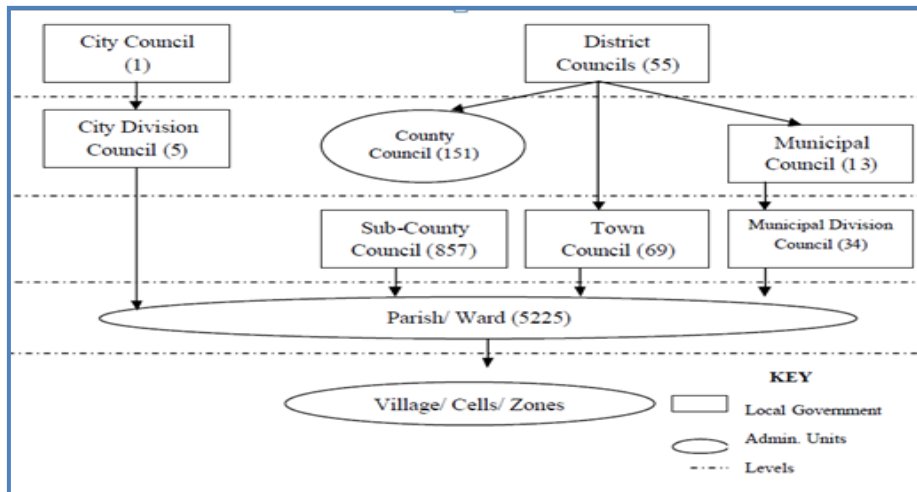 City Council
(1)
District
Councils (55)
City Division
Council (5)
County
Council (151)
Municipal
Council (13)
Sub-County
Council (857)
Town
Council (69)
Municipal Division
Council (34)
Parish/ Ward (5225)
Village/ Cells/ Zones
KEY
Local Government
Admin. Units
Levels